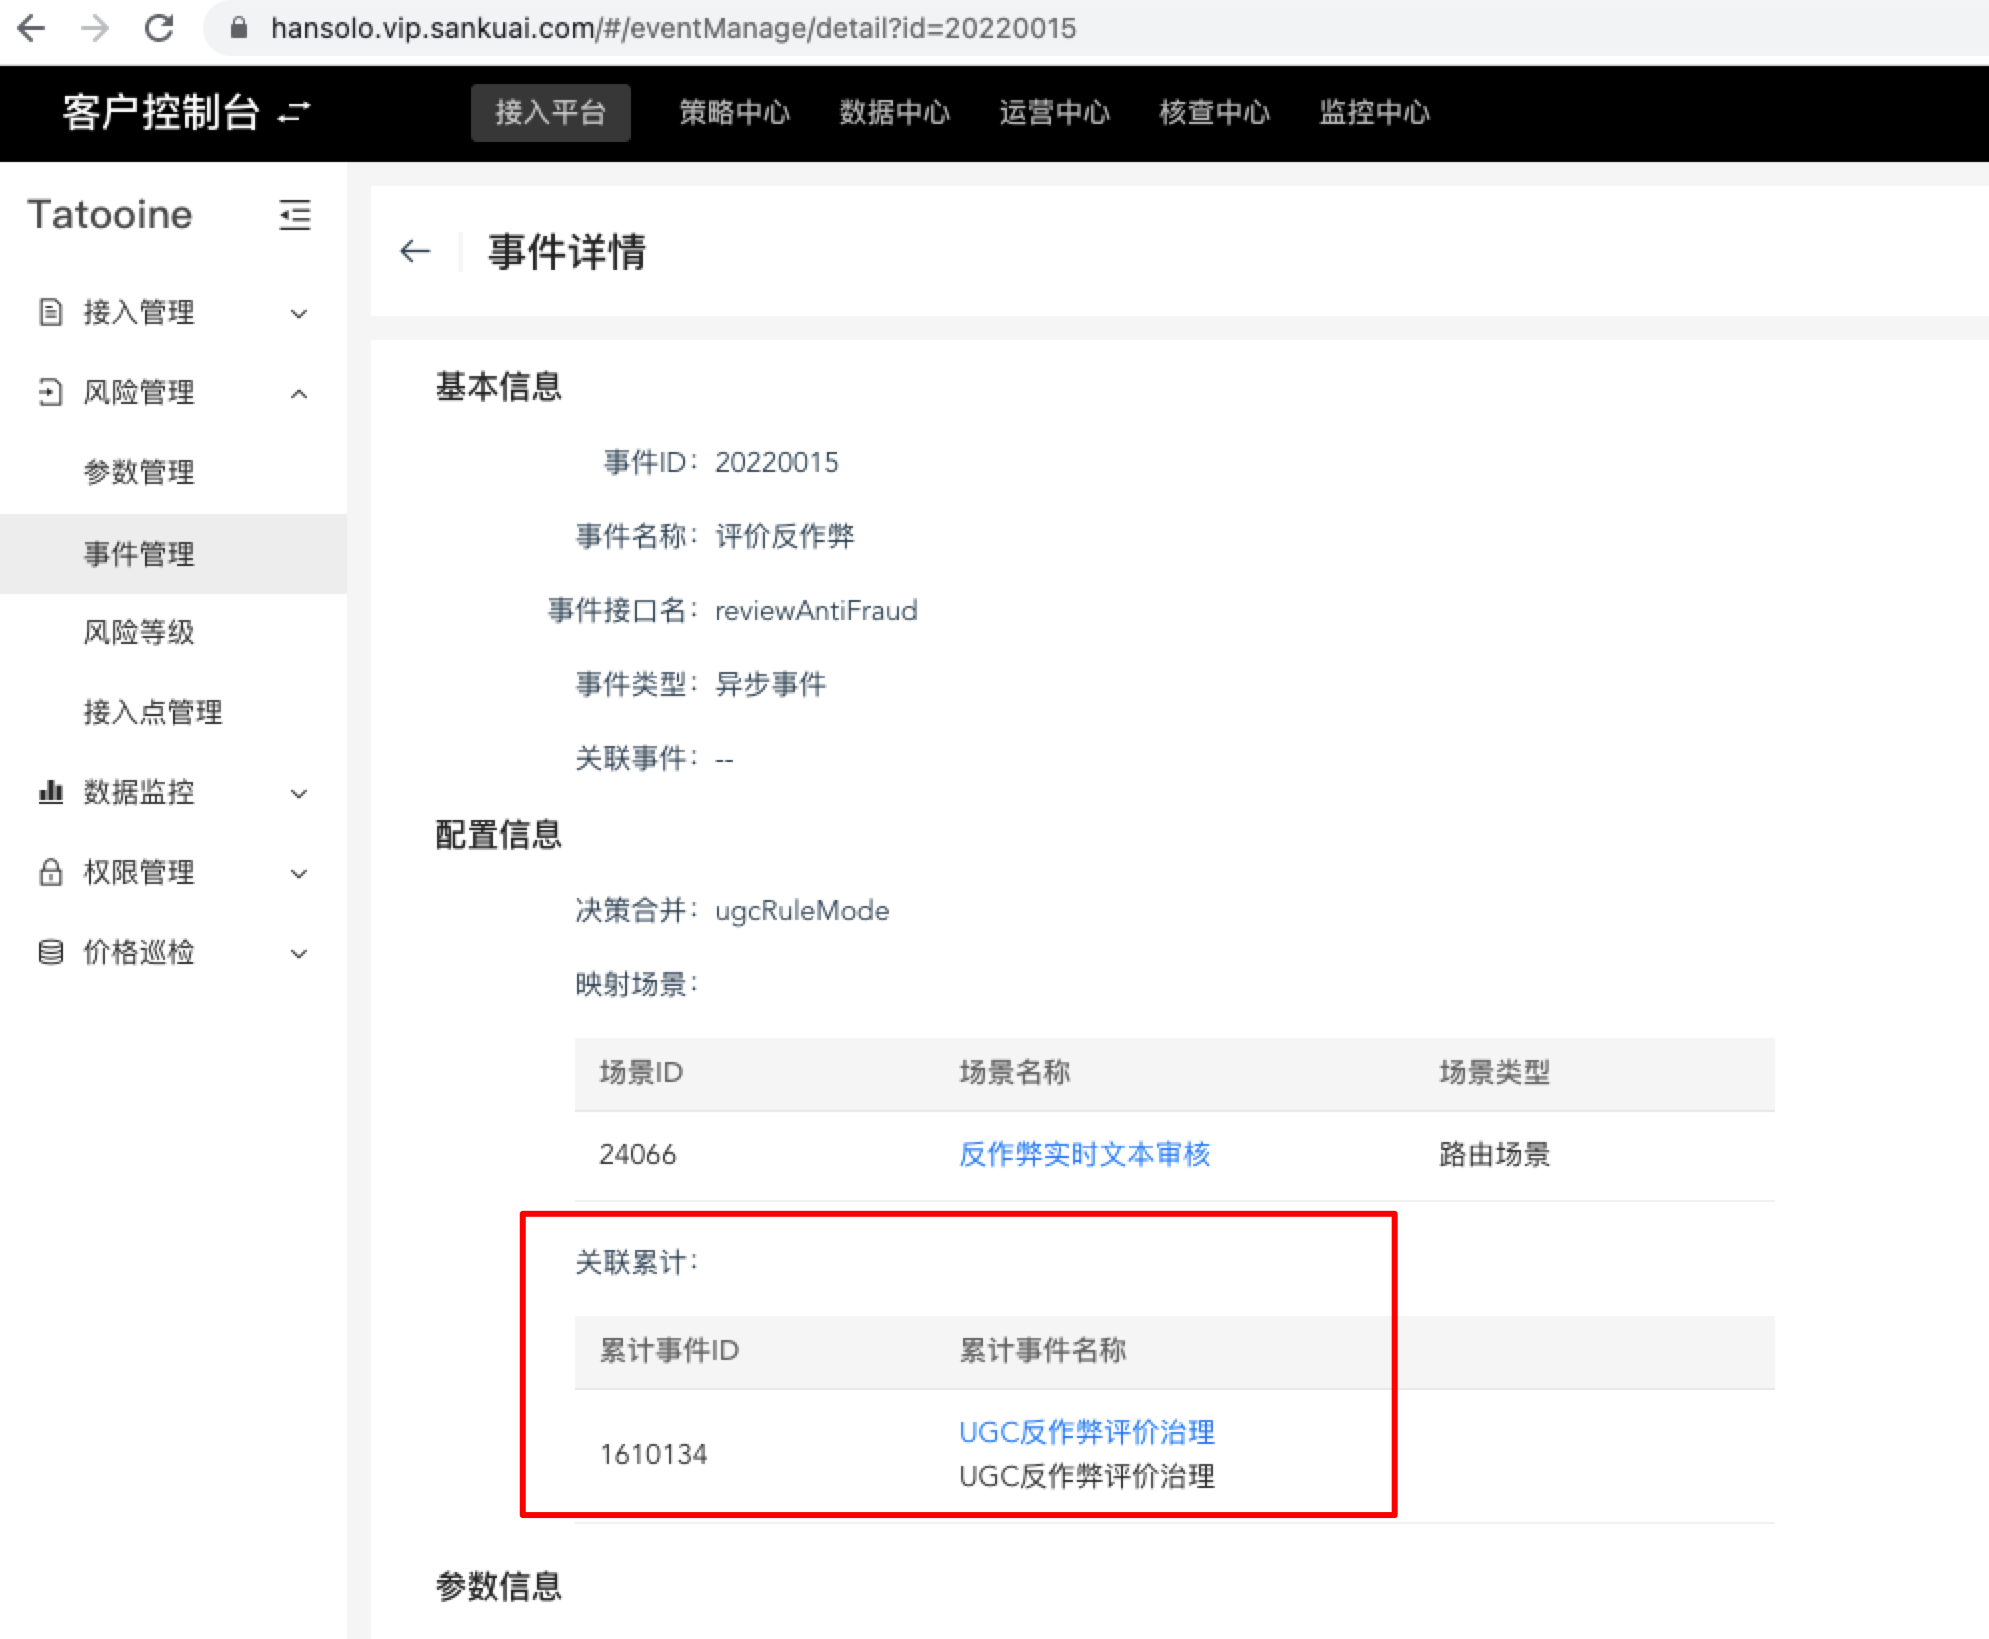 hansolo.vip.sankuai.com/#/eventManage/detail?id=20220015
客户控制台 接入平台 策略中心 数据中心 运营中心 核查中心 监控中心
Tatooine
接入管理
风险管理
参数管理
事件管理
风险等级
接入点管理
数据监控
权限管理
价格巡检
事件详情
基本信息
事件ID: 20220015
事件名称: 评价反作弊
事件接口名: reviewAntiFraud
事件类型: 异步事件
关联事件: --
配置信息
决策合并: ugcRuleMode
映射场景:
场景ID 场景名称 场景类型
24066 反作弊实时文本审核 路由场景
关联累计:
累计事件ID 累计事件名称
1610134 UGC反作弊评价治理
UGC反作弊评价治理
参数信息